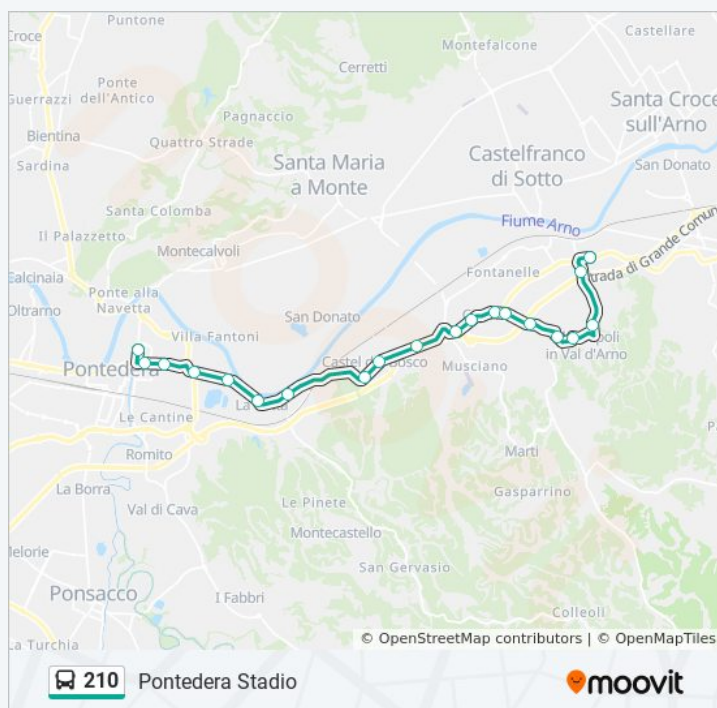 Puntone
Croce
Castellare
Montefalcone
Cerretti
Ponte
dell'Antico
Guerrazzi
Santa Croce
sull'Arno
Pagnaccio
Bientina
Quattro Strade
Castelfranco
di Sotto
Santa Maria
a Monte
San Donato
Sardina
Santa Colomba
Fiume Arno
Il Palazzetto
Montecalvoli
Strada di Grande Comun
Fontanelle
Calcinaia
Ponte alla
Navetta
Oltrarno
San Donato
Villa Fantoni
in Val d'Arno
Pontedera
Castel del Bosco
Musciano
Le Cantine
Romito
Marti
La Borra
Gasparrino
Val di Cava
Le Pinete
Montecastello
San Gervasio
Ponsacco
I Fabbri
Colleoli
La Turchia
© OpenStreetMap contributors | © OpenMapTiles
210 Pontedera Stadio
moovit